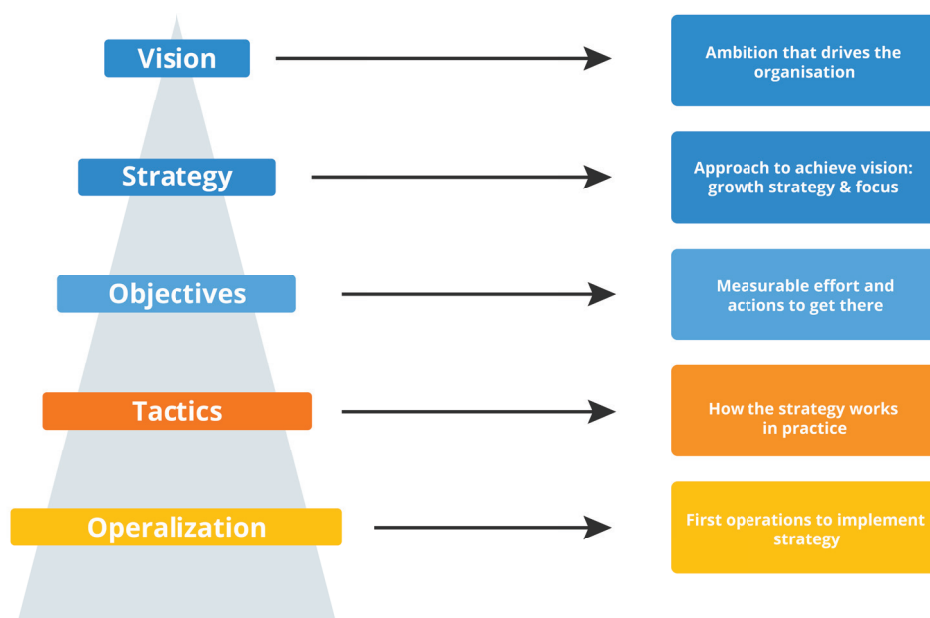 Vision
Ambition that drives the
organisation
Strategy
Approach to achieve vision:
growth strategy & focus
Objectives
Measurable effort and
actions to get there
Tactics
How the strategy works
in practice
Operalization
First operations to implement
strategy